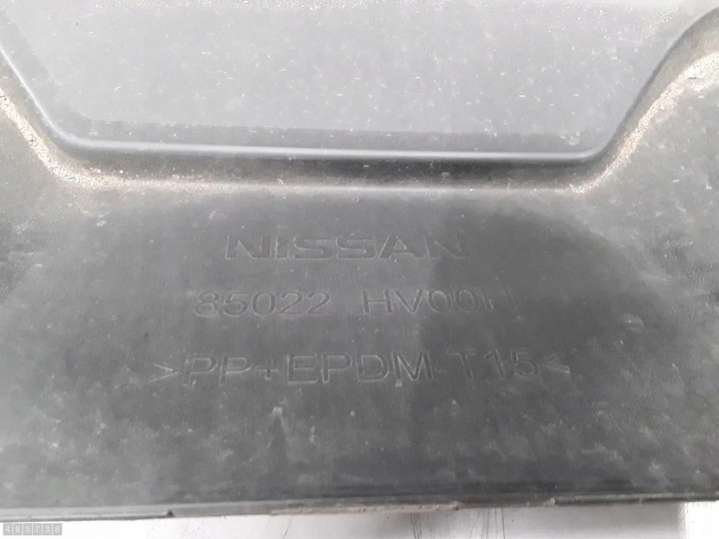 NISSAN
85022 HV00H
>PP+EPDM-T15<